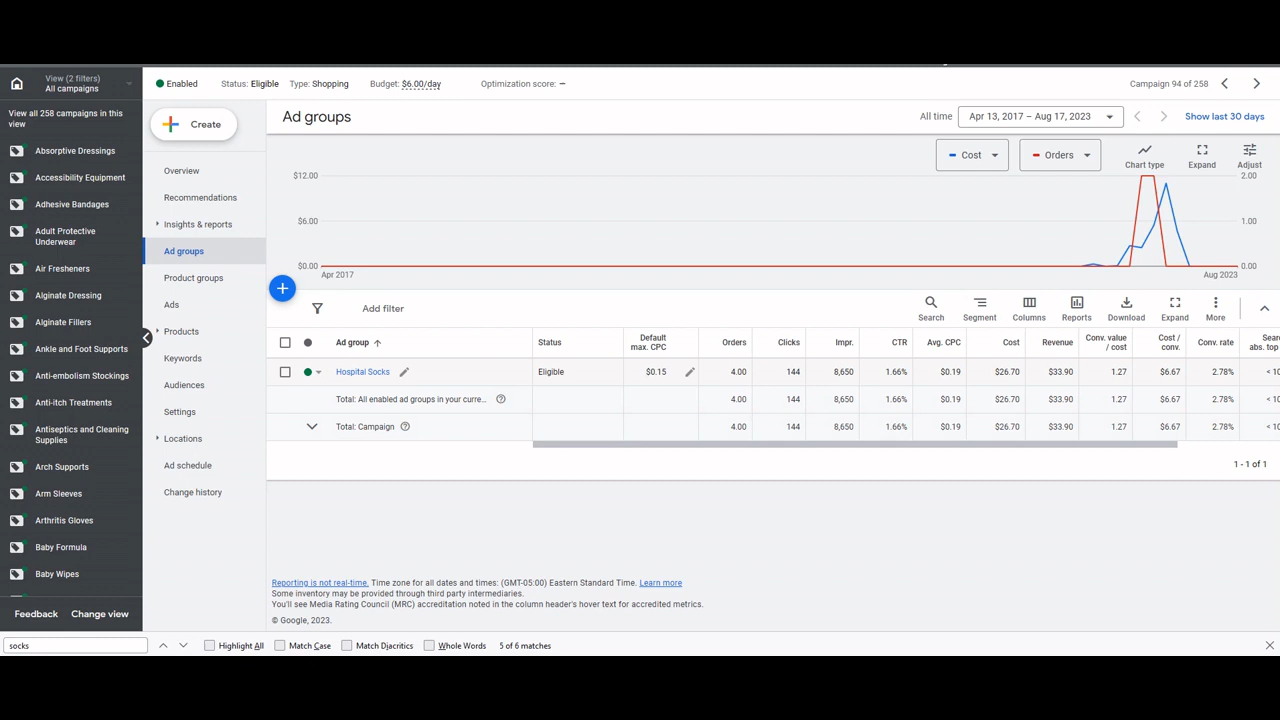 View (2 filters)
All campaigns
Enabled Status: Eligible Type: Shopping Budget: $6.00/day Optimization score: – Campaign 94 of 258
View all 258 campaigns in this view
Absorptive Dressings
Accessibility Equipment
Adhesive Bandages
Adult Protective
Underwear
Air Fresheners
Alginate Dressing
Alginate Fillers
Ankle and Foot Supports
Anti-embolism Stockings
Anti-itch Treatments
Antiseptics and Cleaning
Supplies
Arch Supports
Arm Sleeves
Arthritis Gloves
Baby Formula
Baby Wipes
Feedback Change view
Create
Overview
Recommendations
Insights & reports
Ad groups
Product groups
Ads
Products
Keywords
Audiences
Settings
Locations
Ad schedule
Change history
Ad groups All time Apr 13, 2017 – Aug 17, 2023 Show last 30 days
Cost Orders Chart type Expand Adjust
$12.00 2.00
$6.00 1.00
$0.00 0.00
Apr 2017 Aug 2023
Add filter Search Segment Columns Reports Download Expand More
Ad group Status Default max. CPC Orders Clicks Impr. CTR Avg. CPC Cost Revenue Conv. value / cost Cost / conv. Conv. rate Searc abs. top
Hospital Socks Eligible $0.15 4.00 144 8,650 1.66% $0.19 $26.70 $33.90 1.27 $6.67 2.78% < 10
Total: All enabled ad groups in your curre... 4.00 144 8,650 1.66% $0.19 $26.70 $33.90 1.27 $6.67 2.78% < 10
Total: Campaign 4.00 144 8,650 1.66% $0.19 $26.70 $33.90 1.27 $6.67 2.78% < 10
1 - 1 of 1
Reporting is not real-time. Time zone for all dates and times: (GMT-05:00) Eastern Standard Time. Learn more
Some inventory may be provided through third party intermediaries.
You'll see Media Rating Council (MRC) accreditation noted in the column header's hover text for accredited metrics.
© Google, 2023.
socks Highlight All Match Case Match Diacritics Whole Words 5 of 6 matches